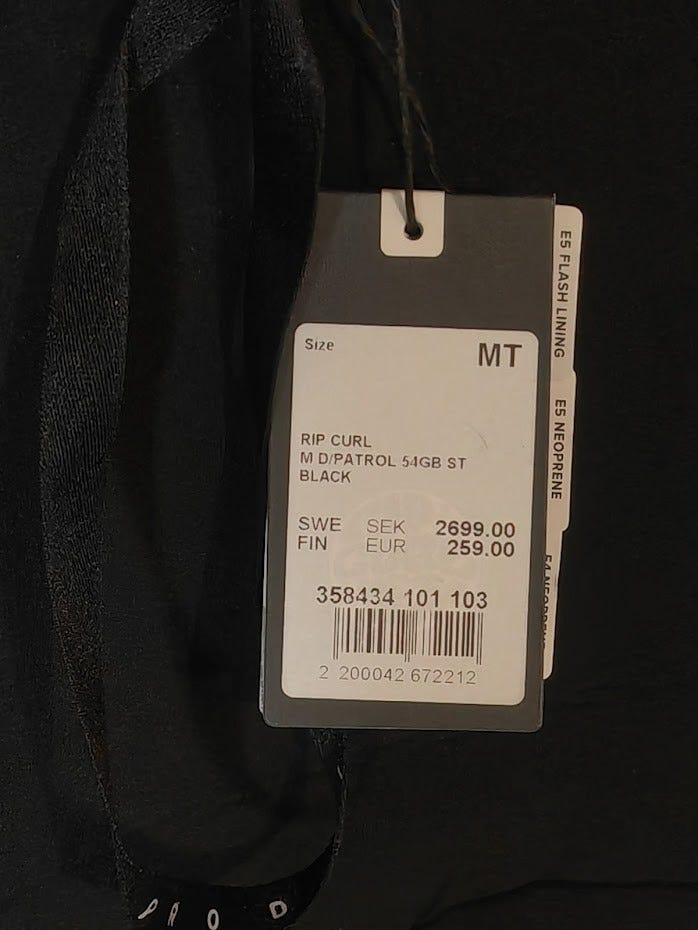 Size MT
RIP CURL
M D/PATROL 54GB ST
BLACK
SWE SEK 2699.00
FIN EUR 259.00
358434 101 103
2 200042 672212
E5 FLASH LINING
E5 NEOPRENE